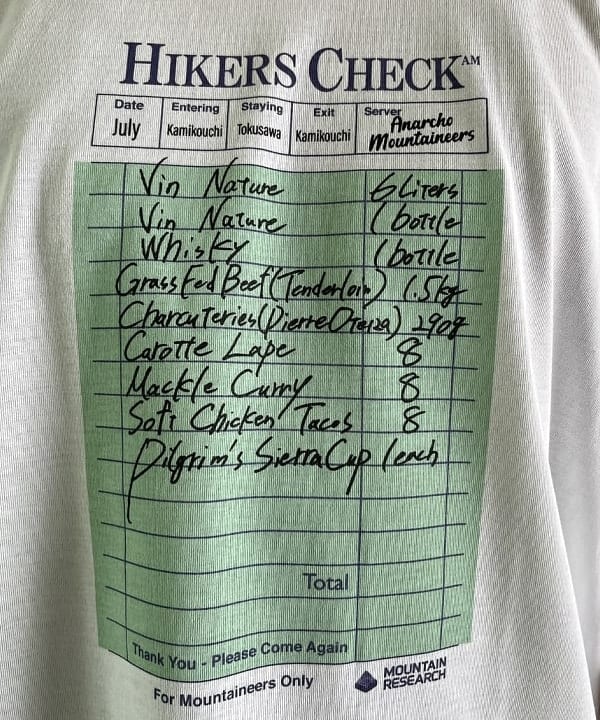 HIKERS CHECK AM
Date Entering Staying Exit Server
July Kamikouchi Tokusawa Kamikouchi Anarcho Mountaineers
Vin Nature 6 Liters
Vin Nature 1 bottle
Whisky 1 bottle
Grass Fed Beef (Tenderloin) 1.5kg
Charcuteries (Pierre Oteiza) 290g
Carotte Lape 8
Mackle Curry 8
Soft Chicken Tacos 8
Pilgrim's Sierra Cup 1 each
Total
Thank You - Please Come Again
For Mountaineers Only
MOUNTAIN
RESEARCH